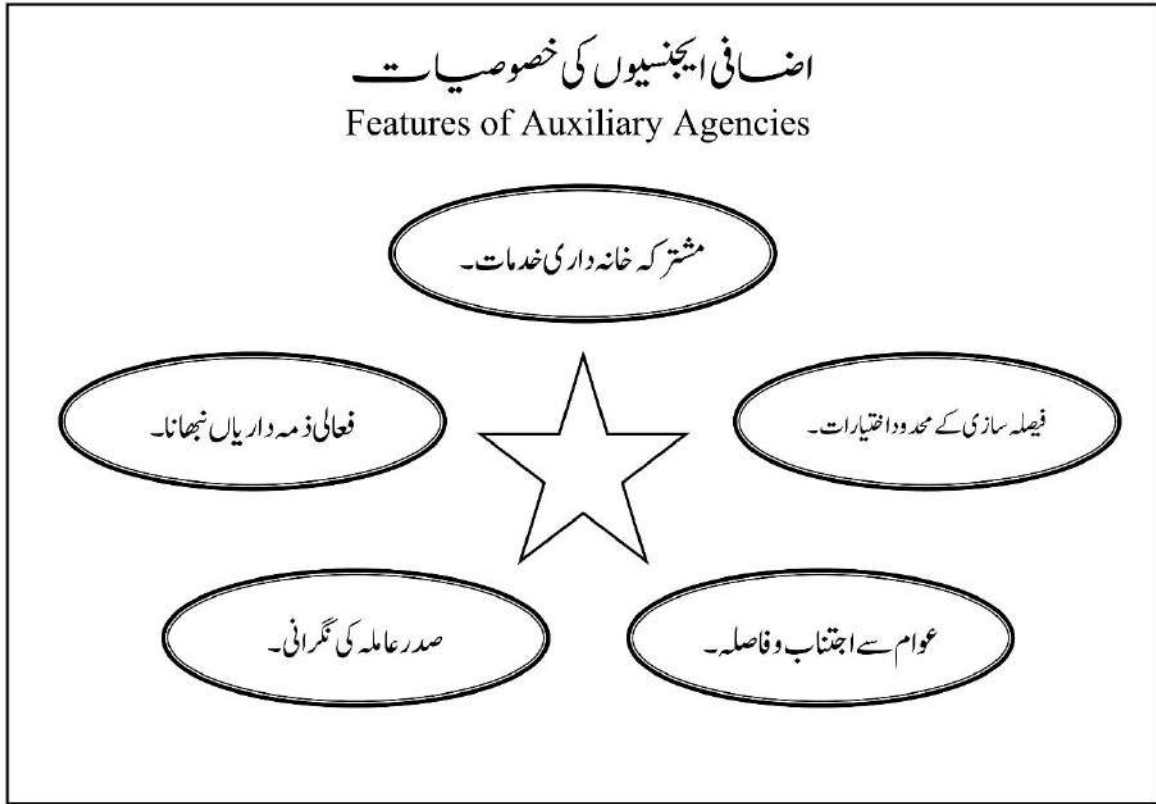 اضافی ایجنسیوں کی خصوصیات
Features of Auxiliary Agencies
مشترکہ خانہ داری خدمات۔
فیصلہ سازی کے محدود اختیارات۔
فعالی ذمہ داریاں نبھانا۔
عوام سے اجتناب و فاصلہ۔
صدر عاملہ کی نگرانی۔